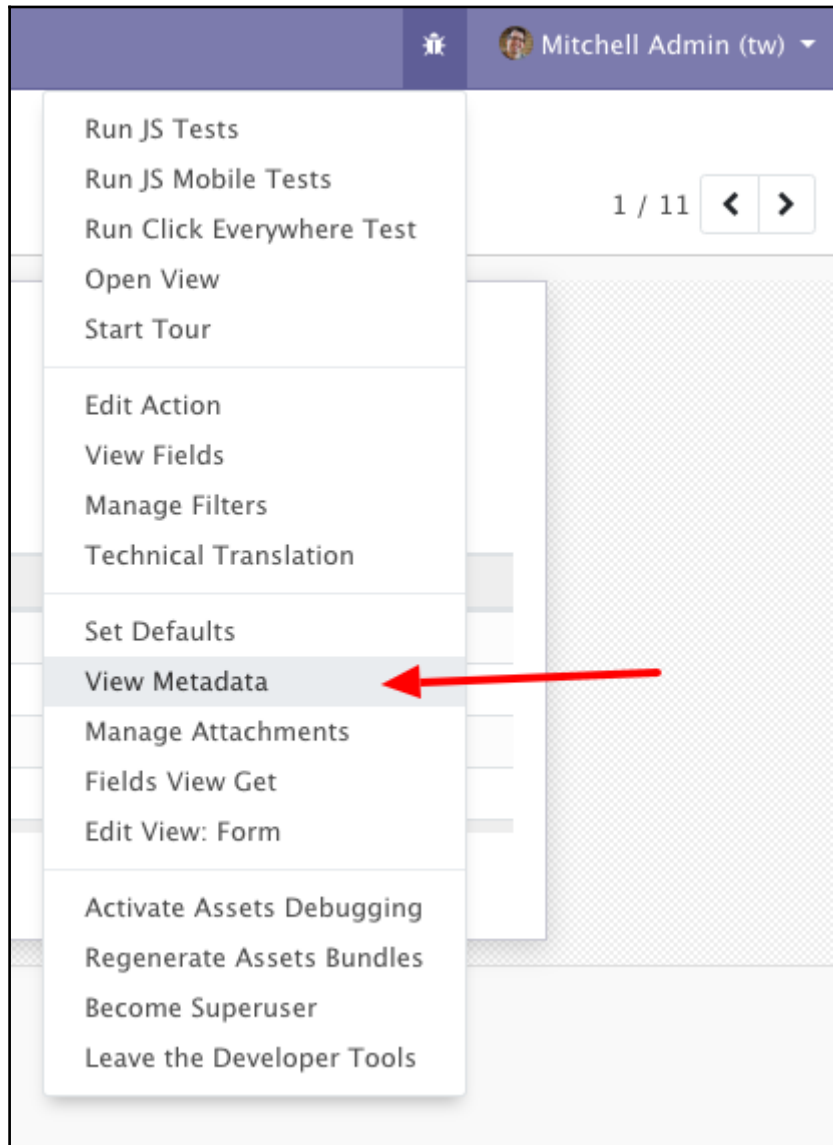 Mitchell Admin (tw)
Run JS Tests
Run JS Mobile Tests
1 / 11
Run Click Everywhere Test
Open View
Start Tour
Edit Action
View Fields
Manage Filters
Technical Translation
Set Defaults
View Metadata
Manage Attachments
Fields View Get
Edit View: Form
Activate Assets Debugging
Regenerate Assets Bundles
Become Superuser
Leave the Developer Tools